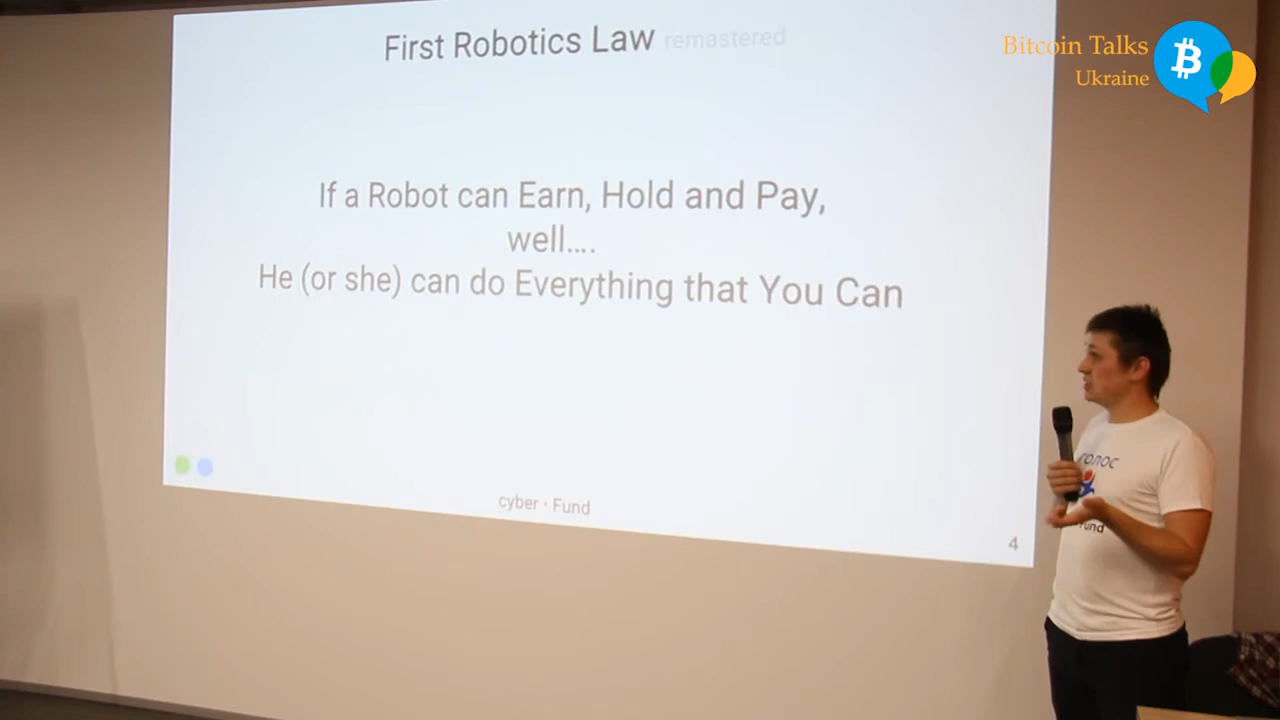 First Robotics Law remastered
Bitcoin Talks
Ukraine
If a Robot can Earn, Hold and Pay,
well....
He (or she) can do Everything that You Can
cyber · Fund
4
голос
Fund